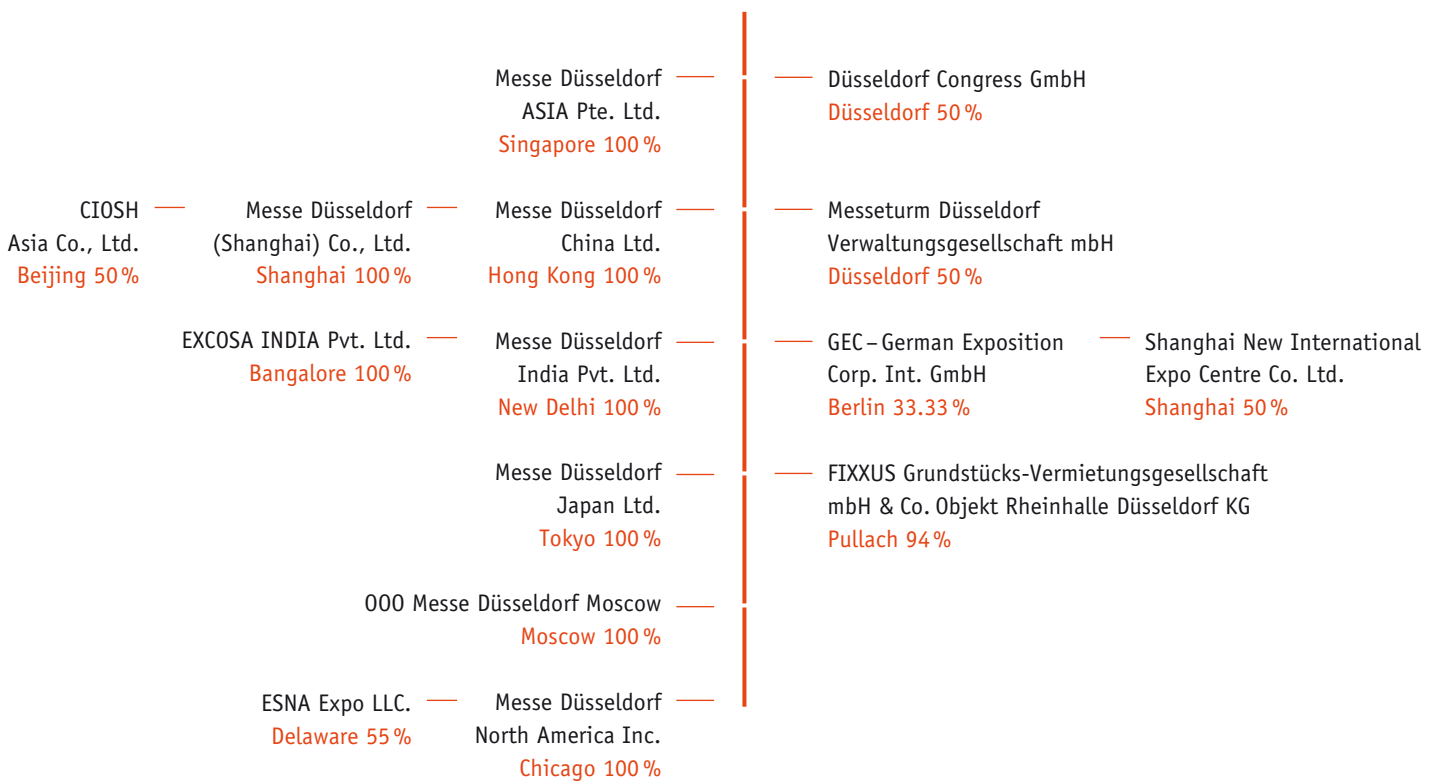 Messe Düsseldorf
ASIA Pte. Ltd.
Singapore 100 %
Düsseldorf Congress GmbH
Düsseldorf 50 %
CIOSH
Asia Co., Ltd.
Beijing 50 %
Messe Düsseldorf
(Shanghai) Co., Ltd.
Shanghai 100 %
Messe Düsseldorf
China Ltd.
Hong Kong 100 %
Messeturm Düsseldorf
Verwaltungsgesellschaft mbH
Düsseldorf 50 %
EXCOSA INDIA Pvt. Ltd.
Bangalore 100 %
Messe Düsseldorf
India Pvt. Ltd.
New Delhi 100 %
GEC – German Exposition
Corp. Int. GmbH
Berlin 33.33 %
Shanghai New International
Expo Centre Co. Ltd.
Shanghai 50 %
Messe Düsseldorf
Japan Ltd.
Tokyo 100 %
FIXXUS Grundstücks-Vermietungsgesellschaft
mbH & Co. Objekt Rheinhalle Düsseldorf KG
Pullach 94 %
OOO Messe Düsseldorf Moscow
Moscow 100 %
ESNA Expo LLC.
Delaware 55 %
Messe Düsseldorf
North America Inc.
Chicago 100 %